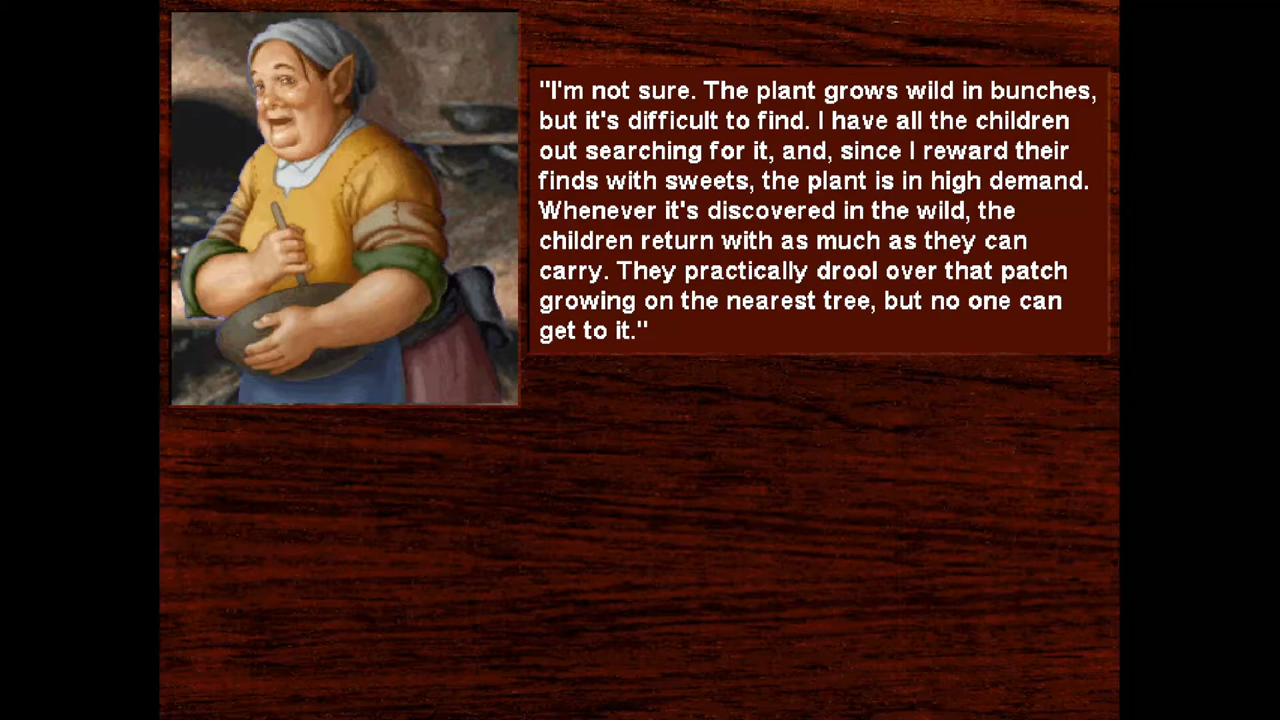 "I'm not sure. The plant grows wild in bunches,
but it's difficult to find. I have all the children
out searching for it, and, since I reward their
finds with sweets, the plant is in high demand.
Whenever it's discovered in the wild, the
children return with as much as they can
carry. They practically drool over that patch
growing on the nearest tree, but no one can
get to it."